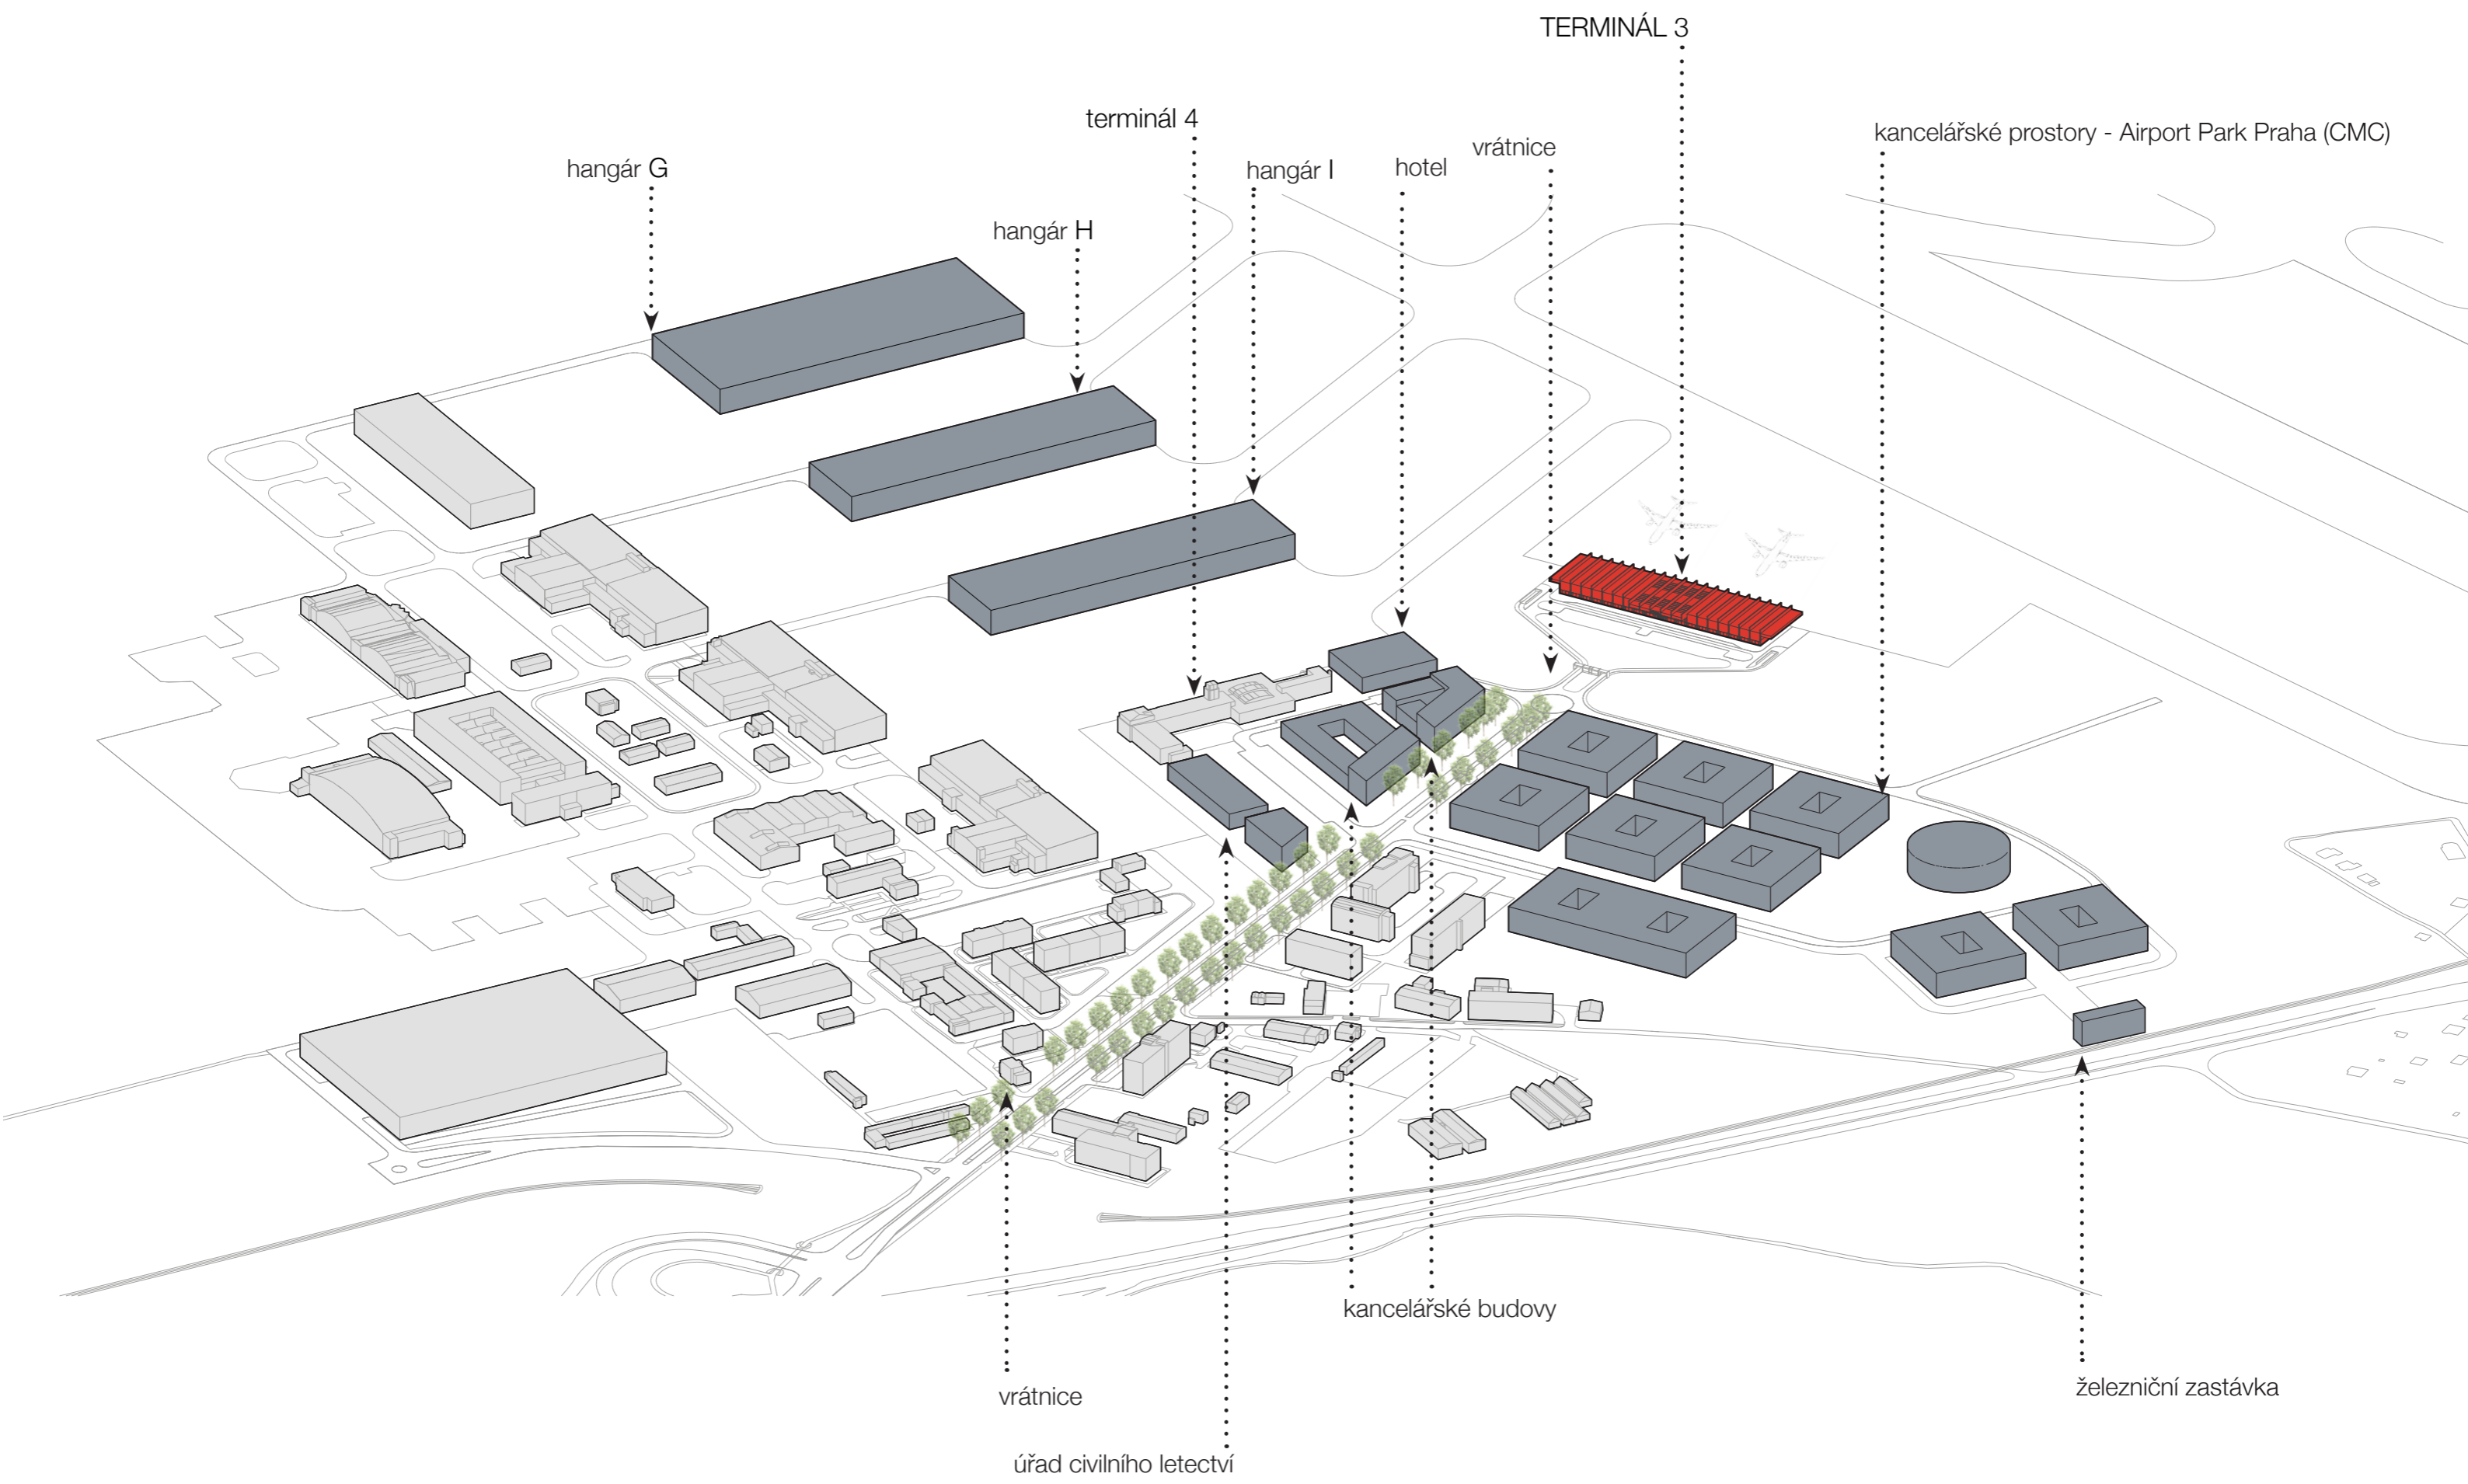 TERMINÁL 3
terminál 4
kancelářské prostory - Airport Park Praha (CMC)
vrátnice
hotel
hangár I
hangár G
hangár H
kancelářské budovy
železniční zastávka
vrátnice
úřad civilního letectví